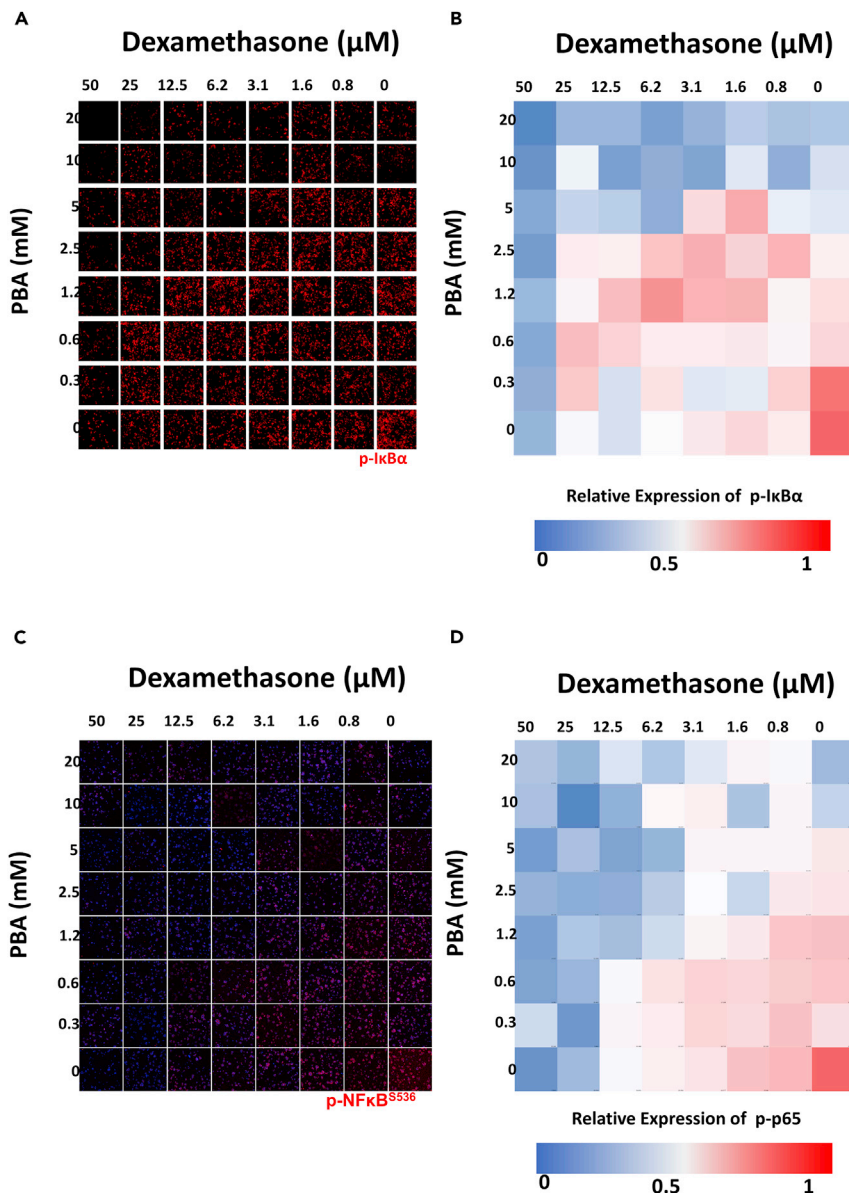 A
Dexamethasone (μM)
50 25 12.5 6.2 3.1 1.6 0.8 0
PBA (mM)
20
10
5
2.5
1.2
0.6
0.3
0
p-IκBα
B
Dexamethasone (μM)
50 25 12.5 6.2 3.1 1.6 0.8 0
PBA (mM)
20
10
5
2.5
1.2
0.6
0.3
0
Relative Expression of p-IκBα
0 0.5 1
C
Dexamethasone (μM)
50 25 12.5 6.2 3.1 1.6 0.8 0
PBA (mM)
20
10
5
2.5
1.2
0.6
0.3
0
p-NFκB^S536
D
Dexamethasone (μM)
50 25 12.5 6.2 3.1 1.6 0.8 0
PBA (mM)
20
10
5
2.5
1.2
0.6
0.3
0
Relative Expression of p-p65
0 0.5 1